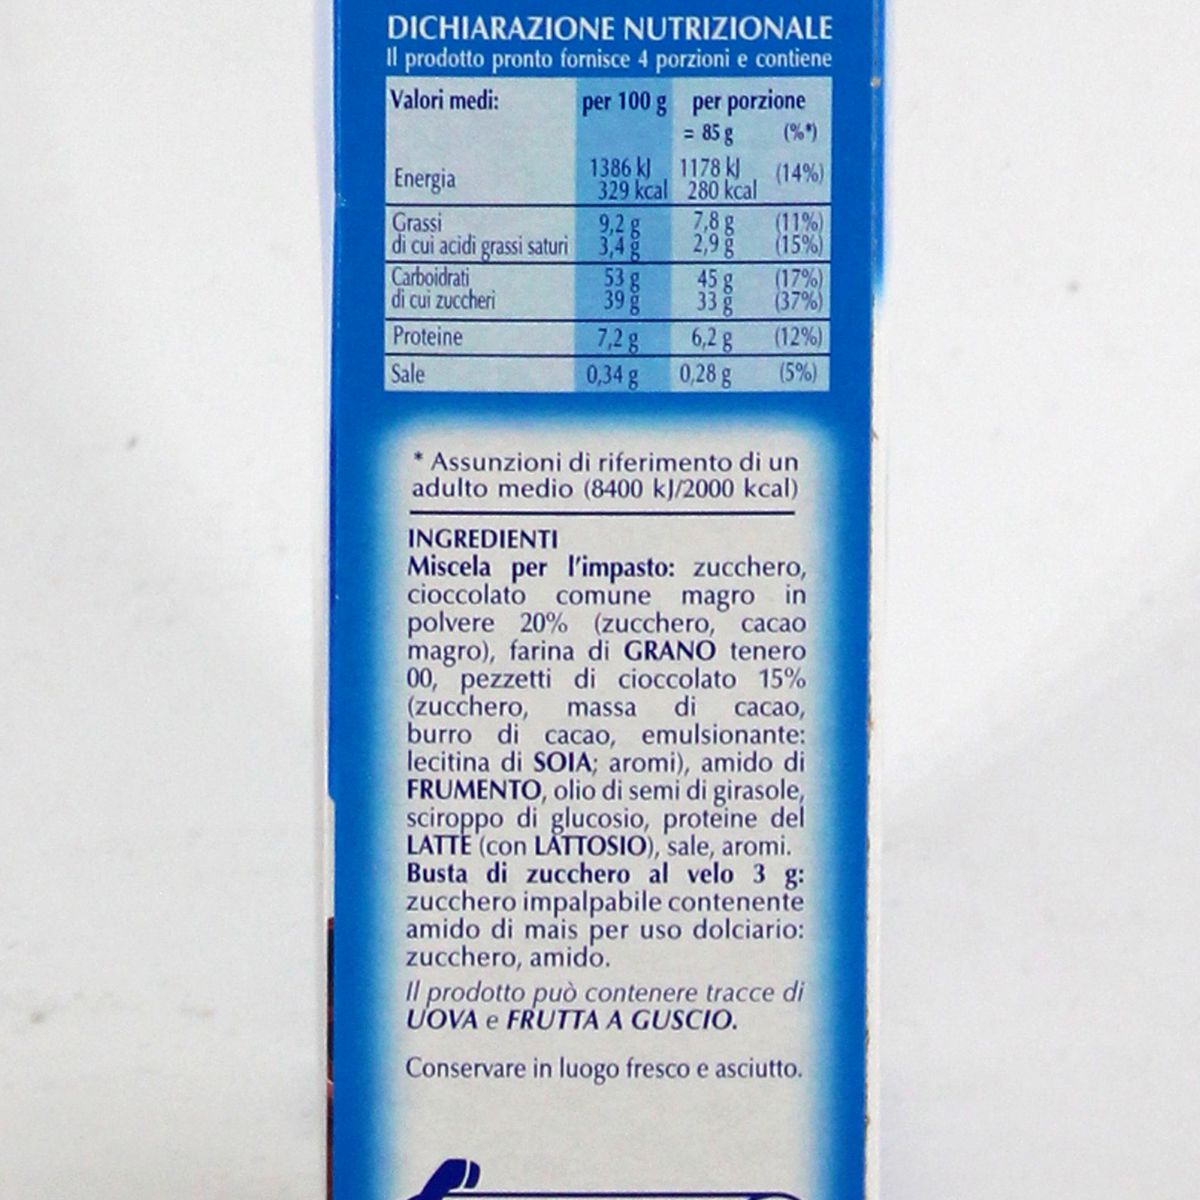 DICHIARAZIONE NUTRIZIONALE
Il prodotto pronto fornisce 4 porzioni e contiene
Valori medi: per 100 g per porzione
= 85 g (%*)
Energia 1386 kJ 1178 kJ (14%)
329 kcal 280 kcal
Grassi 9,2 g 7,8 g (11%)
di cui acidi grassi saturi 3,4 g 2,9 g (15%)
Carboidrati 53 g 45 g (17%)
di cui zuccheri 39 g 33 g (37%)
Proteine 7,2 g 6,2 g (12%)
Sale 0,34 g 0,28 g (5%)
* Assunzioni di riferimento di un
adulto medio (8400 kJ/2000 kcal)
INGREDIENTI
Miscela per l'impasto: zucchero,
cioccolato comune magro in
polvere 20% (zucchero, cacao
magro), farina di GRANO tenero
00, pezzetti di cioccolato 15%
(zucchero, massa di cacao,
burro di cacao, emulsionante:
lecitina di SOIA; aromi), amido di
FRUMENTO, olio di semi di girasole,
sciroppo di glucosio, proteine del
LATTE (con LATTOSIO), sale, aromi.
Busta di zucchero al velo 3 g:
zucchero impalpabile contenente
amido di mais per uso dolciario:
zucchero, amido.
Il prodotto può contenere tracce di
UOVA e FRUTTA A GUSCIO.
Conservare in luogo fresco e asciutto.